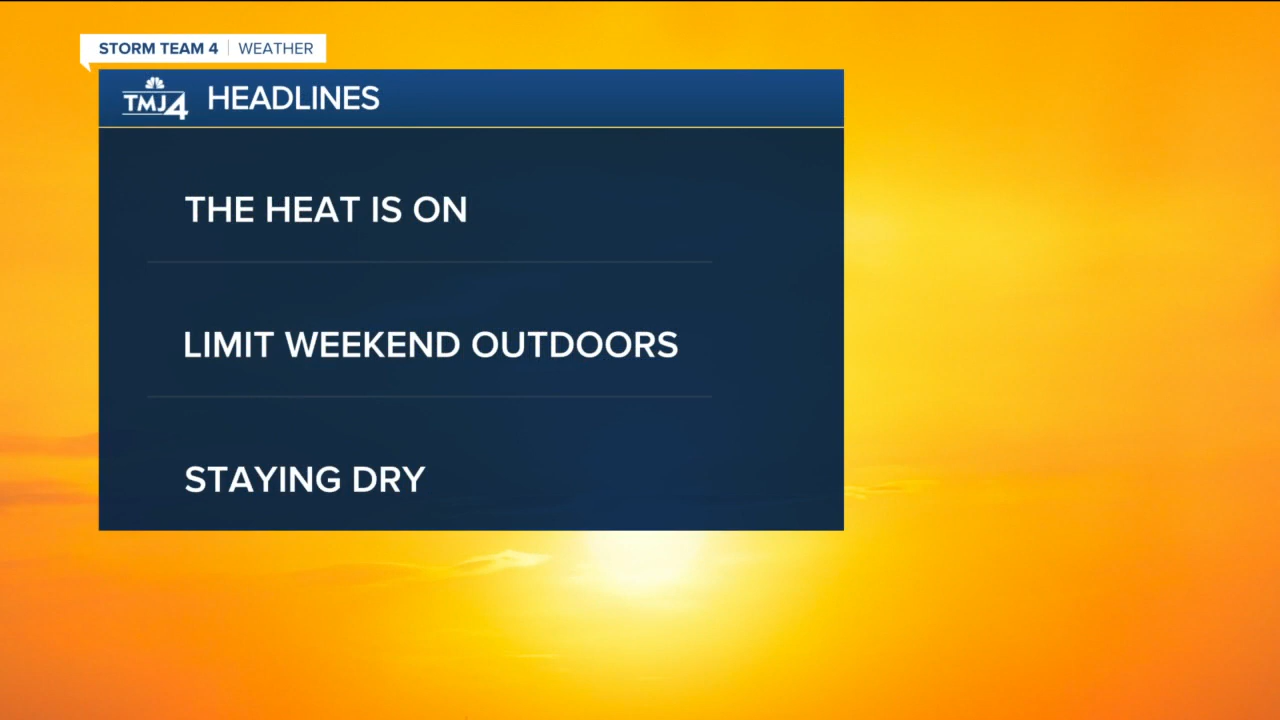 STORM TEAM 4 | WEATHER
TMJ4 HEADLINES
THE HEAT IS ON
LIMIT WEEKEND OUTDOORS
STAYING DRY